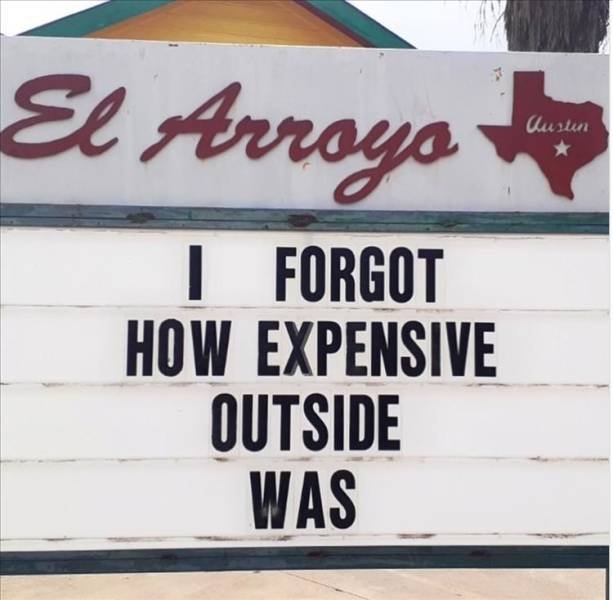 El Arroyo
Austin
I FORGOT
HOW EXPENSIVE
OUTSIDE
WAS